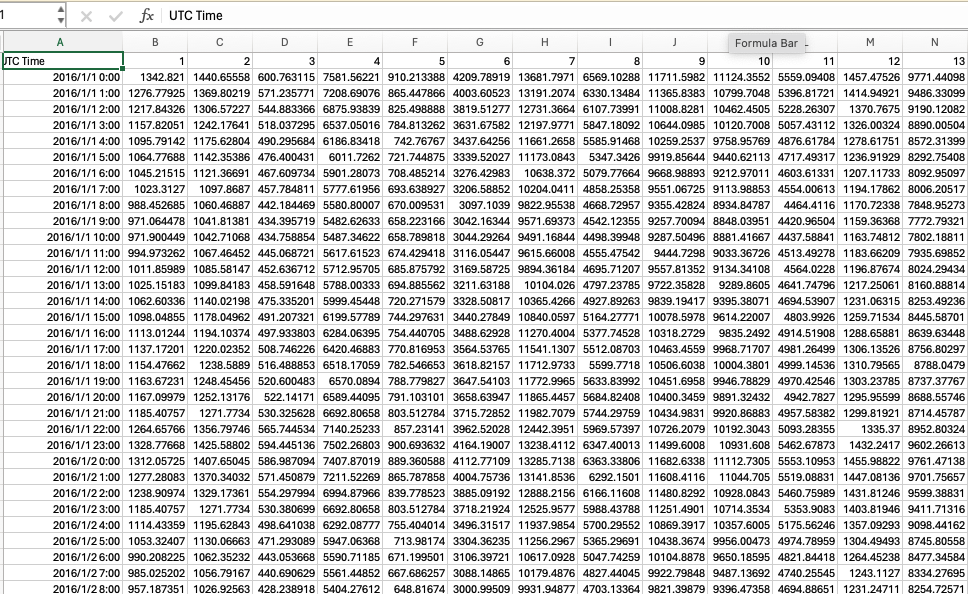 1 fx UTC Time
A B C D E F G H I J Formula Bar L M N
UTC Time 1 2 3 4 5 6 7 8 9 10 11 12 13
2016/1/1 0:00 1342.821 1440.65558 600.763115 7581.56221 910.213388 4209.78919 13681.7971 6569.10288 11711.5982 11124.3552 5559.09408 1457.47526 9771.44098
2016/1/1 1:00 1276.77925 1369.80219 571.235771 7208.69076 865.447866 4003.60523 13191.2074 6330.13484 11365.8383 10799.7048 5396.81721 1414.94921 9486.33099
2016/1/1 2:00 1217.84326 1306.57227 544.883366 6875.93839 825.498888 3819.51277 12731.3664 6107.73991 11008.8281 10462.4505 5228.26307 1370.7675 9190.12082
2016/1/1 3:00 1157.82051 1242.17641 518.037295 6537.05016 784.813262 3631.67582 12197.9771 5847.18092 10644.0985 10120.7008 5057.43112 1326.00324 8890.00504
2016/1/1 4:00 1095.79142 1175.62804 490.295684 6186.83418 742.76767 3437.64256 11661.2658 5585.91468 10259.2537 9758.95769 4876.61784 1278.61751 8572.31399
2016/1/1 5:00 1064.77688 1142.35386 476.400431 6011.7262 721.744875 3339.52027 11173.0843 5347.3426 9919.85644 9440.62113 4717.49317 1236.91929 8292.75408
2016/1/1 6:00 1045.21515 1121.36691 467.609734 5901.28073 708.485214 3276.42983 10638.372 5079.77664 9668.98893 9212.97011 4603.61331 1207.11733 8092.95097
2016/1/1 7:00 1023.3127 1097.8687 457.784811 5777.61956 693.638927 3206.58852 10204.0411 4858.25358 9551.06725 9113.98853 4554.00613 1194.17862 8006.20517
2016/1/1 8:00 988.452685 1060.46887 442.184469 5580.80007 670.009531 3097.1039 9822.95538 4668.72957 9355.42824 8934.84787 4464.4116 1170.72338 7848.95273
2016/1/1 9:00 971.064478 1041.81381 434.395719 5482.62633 658.223166 3042.16344 9571.69373 4542.12355 9257.70094 8848.03951 4420.96504 1159.36368 7772.79321
2016/1/1 10:00 971.900449 1042.71068 434.758854 5487.34622 658.789818 3044.29264 9491.16844 4498.39948 9287.50496 8881.41667 4437.58841 1163.74812 7802.18811
2016/1/1 11:00 994.973262 1067.46452 445.068721 5617.61523 674.429418 3116.05447 9615.66008 4555.47542 9444.7298 9033.36726 4513.49278 1183.66209 7935.69852
2016/1/1 12:00 1011.85989 1085.58147 452.636712 5712.95705 685.875792 3169.58725 9894.36184 4695.71207 9557.81352 9134.34108 4564.0228 1196.87674 8024.29434
2016/1/1 13:00 1025.15183 1099.84183 458.591648 5788.00333 694.885562 3211.63188 10104.026 4797.23785 9722.35828 9289.8605 4641.74796 1217.25061 8160.88814
2016/1/1 14:00 1062.60336 1140.02198 475.335201 5999.45448 720.271579 3328.50817 10365.4266 4927.89263 9839.19417 9395.38071 4694.53907 1231.06315 8253.49236
2016/1/1 15:00 1098.04855 1178.04962 491.207321 6199.57789 744.297631 3440.27849 10840.0597 5164.27771 10078.5978 9614.22007 4803.9926 1259.71534 8445.58701
2016/1/1 16:00 1113.01244 1194.10374 497.933803 6284.06395 754.440705 3488.62928 11270.4004 5377.74528 10318.2729 9835.2492 4914.51908 1288.65881 8639.63448
2016/1/1 17:00 1137.17201 1220.02352 508.746226 6420.46883 770.816953 3564.53765 11541.1307 5512.08703 10463.4559 9968.71707 4981.26499 1306.13526 8756.80297
2016/1/1 18:00 1154.47662 1238.5889 516.488853 6518.17059 782.546653 3618.82157 11712.9733 5599.7718 10506.6038 10004.3801 4999.14536 1310.79565 8788.0479
2016/1/1 19:00 1163.67231 1248.45456 520.600483 6570.0894 788.779827 3647.54103 11772.9965 5633.83992 10451.6958 9946.78829 4970.42546 1303.23785 8737.37767
2016/1/1 20:00 1167.09979 1252.13176 522.14171 6589.44095 791.103101 3658.63947 11865.4457 5684.82408 10400.3459 9891.32432 4942.7827 1295.95599 8688.55746
2016/1/1 21:00 1185.40757 1271.7734 530.325628 6692.80658 803.512784 3715.72852 11982.7079 5744.29759 10434.9831 9920.86883 4957.58382 1299.81921 8714.45787
2016/1/1 22:00 1264.65766 1356.79746 565.744534 7140.25233 857.23141 3962.52028 12442.3951 5969.57397 10726.2079 10192.3043 5093.28355 1335.37 8952.80324
2016/1/1 23:00 1328.77668 1425.58802 594.445136 7502.26803 900.693632 4164.19007 13238.4112 6347.40013 11499.6008 10931.608 5462.67873 1432.2417 9602.26613
2016/1/2 0:00 1312.05725 1407.65045 586.987094 7407.87019 889.360588 4112.77109 13285.7138 6363.33806 11682.6338 11112.7305 5553.10953 1455.98822 9761.47138
2016/1/2 1:00 1277.28083 1370.34032 571.450879 7211.52269 865.787858 4004.75736 13141.8536 6292.1501 11608.4116 11044.705 5519.08831 1447.08136 9701.75657
2016/1/2 2:00 1238.90974 1329.17361 554.297994 6994.87966 839.778523 3885.09192 12888.2156 6166.11608 11480.8292 10928.0843 5460.75989 1431.81246 9599.38831
2016/1/2 3:00 1185.40757 1271.7734 530.380699 6692.80658 803.512784 3718.21924 12525.9577 5988.43788 11251.4901 10714.3534 5353.9083 1403.81946 9411.71316
2016/1/2 4:00 1114.43359 1195.62843 498.641038 6292.08777 755.404014 3496.31517 11937.9854 5700.29552 10869.3917 10357.6005 5175.56246 1357.09293 9098.44162
2016/1/2 5:00 1053.32407 1130.06663 471.293089 5947.06368 713.98174 3304.36235 11256.2967 5365.29691 10438.3674 9956.00473 4974.78959 1304.49493 8745.80558
2016/1/2 6:00 990.208225 1062.35232 443.053668 5590.71185 671.199501 3106.39721 10617.0928 5047.74259 10104.8878 9650.18595 4821.84418 1264.45238 8477.34584
2016/1/2 7:00 985.025202 1056.79167 440.690629 5561.44852 667.686257 3088.14865 10179.4876 4827.44045 9922.79848 9487.13692 4740.25545 1243.1127 8334.27695
2016/1/2 8:00 957.187351 1026.92563 428.238918 5404.27612 648.81674 3000.99509 9931.94877 4703.13364 9821.39879 9396.47358 4694.88651 1231.24711 8254.72571